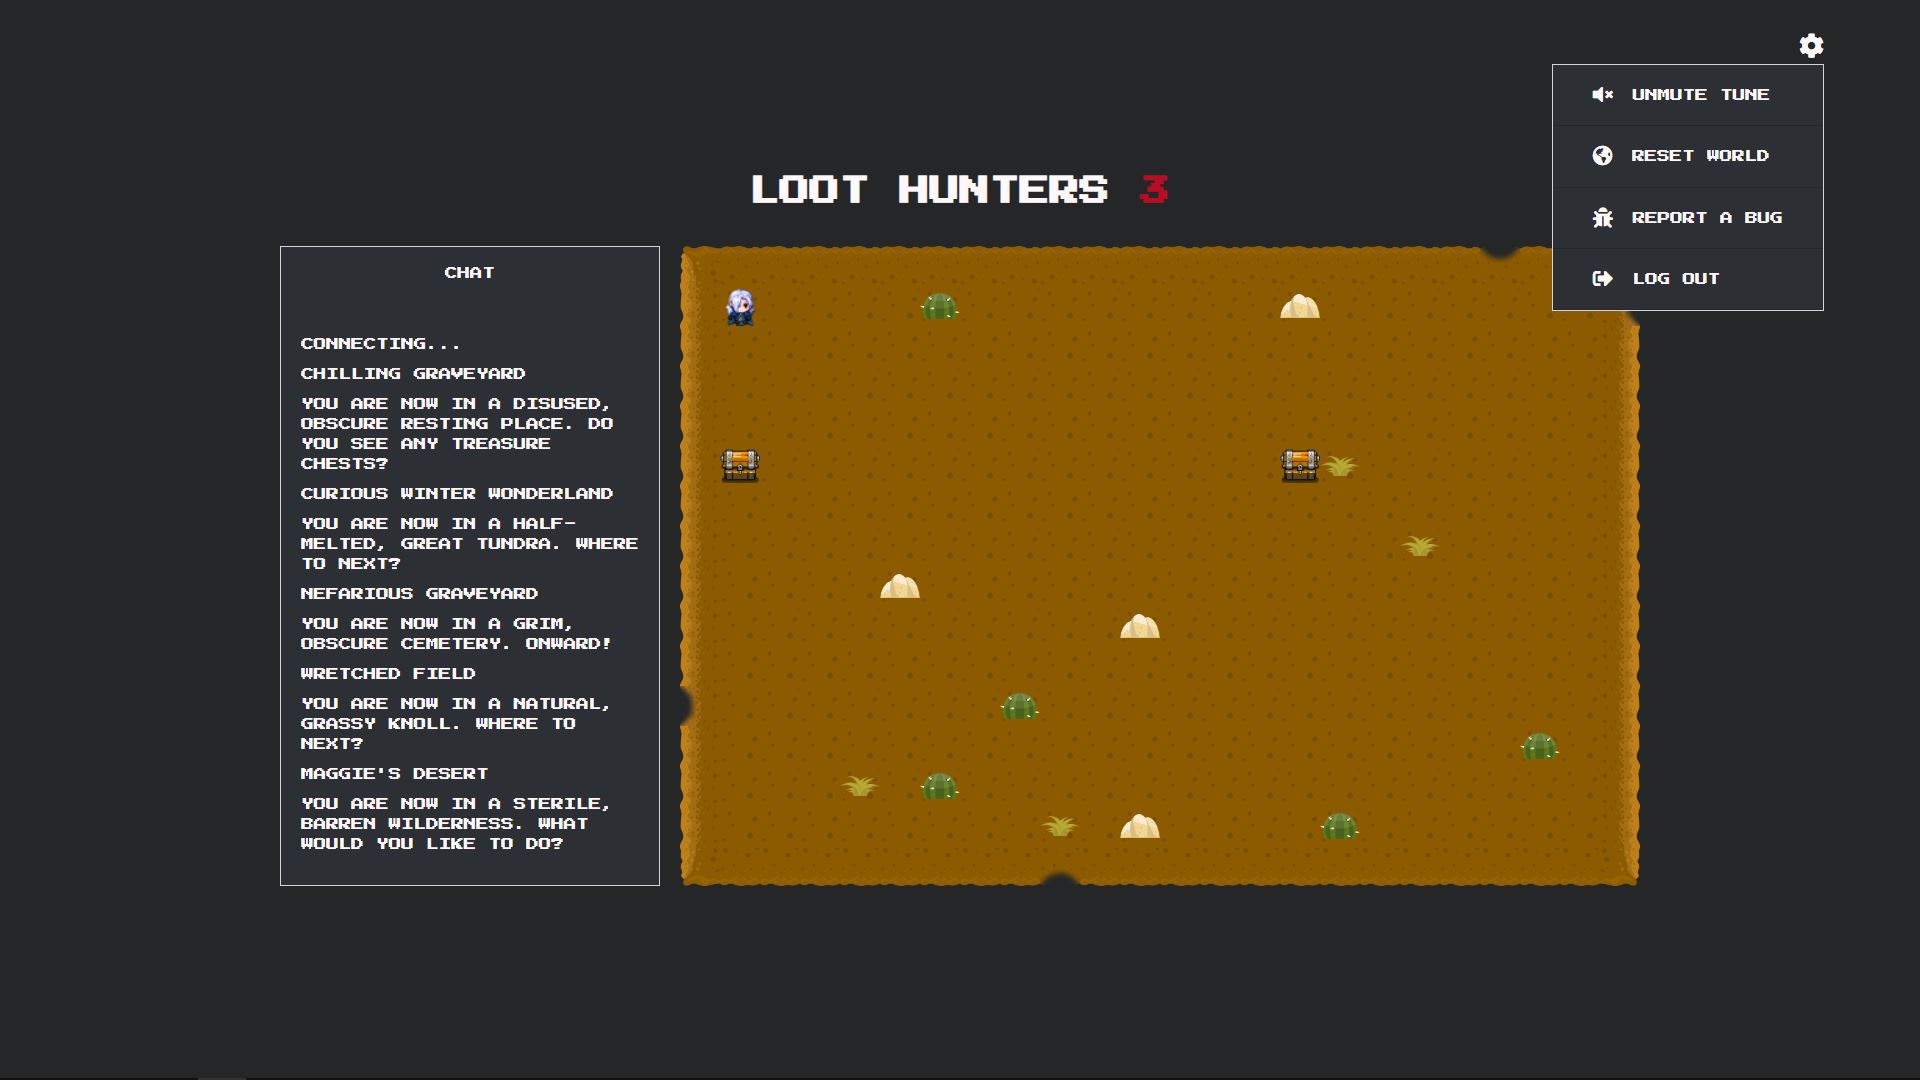 UNMUTE TUNE
RESET WORLD
REPORT A BUG
LOG OUT
LOOT HUNTERS 3
CHAT
CONNECTING...
CHILLING GRAVEYARD
YOU ARE NOW IN A DISUSED,
OBSCURE RESTING PLACE. DO
YOU SEE ANY TREASURE
CHESTS?
CURIOUS WINTER WONDERLAND
YOU ARE NOW IN A HALF-
MELTED, GREAT TUNDRA. WHERE
TO NEXT?
NEFARIOUS GRAVEYARD
YOU ARE NOW IN A GRIM,
OBSCURE CEMETERY. ONWARD!
WRETCHED FIELD
YOU ARE NOW IN A NATURAL,
GRASSY KNOLL. WHERE TO
NEXT?
MAGGIE'S DESERT
YOU ARE NOW IN A STERILE,
BARREN WILDERNESS. WHAT
WOULD YOU LIKE TO DO?